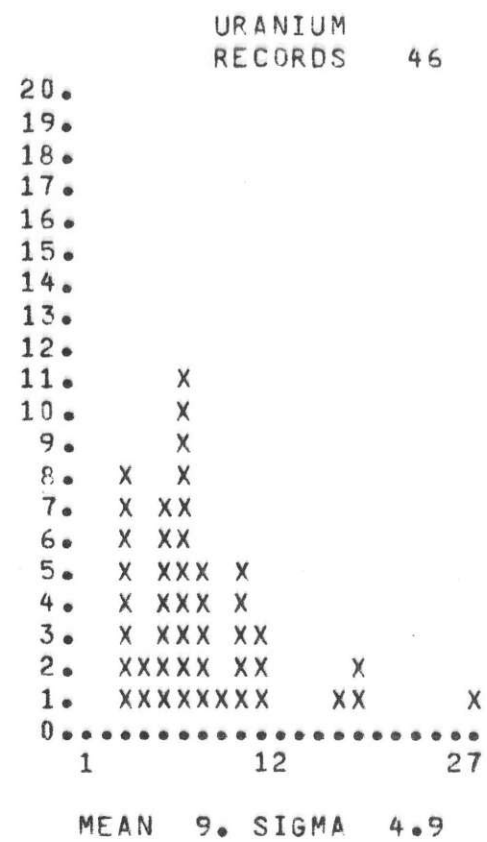 URANIUM
RECORDS 46
20.
19.
18.
17.
16.
15.
14.
13.
12.
11. X
10. X
9. X
8. X X
7. X XX
6. X XX
5. X XXX X
4. X XXX X
3. X XXX XX
2. XXXXX XX X
1. XXXXXXXX XX X
0......................
1 12 27
MEAN 9. SIGMA 4.9